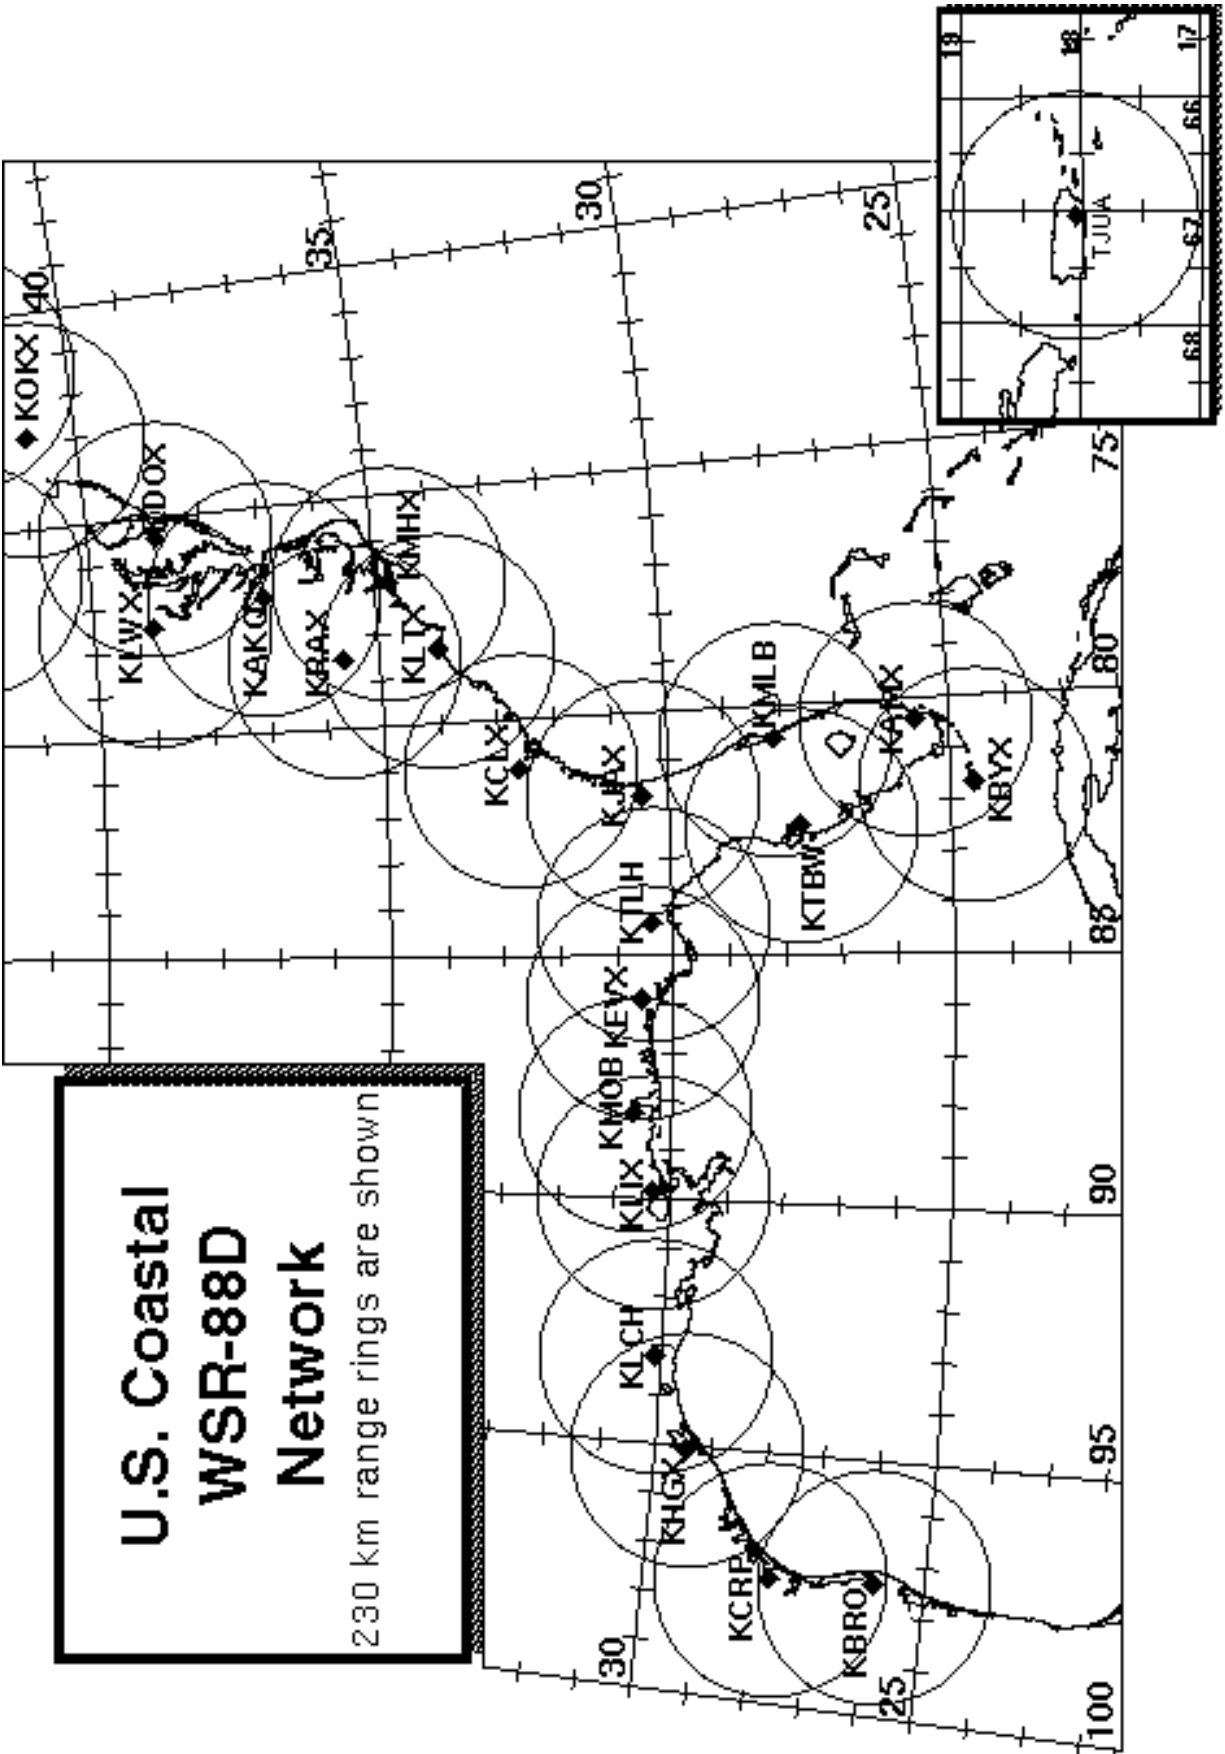 U.S. Coastal
WSR-88D
Network
230 km range rings are shown
KOKX
KDOX
KLWX
KAKQ
KRAX
KMHX
KLTX
KCLX
KJAX
KMLB
KAMX
KBYX
KTBW
KTLH
KEVX
KMOB
KLIX
KLCH
KHGX
KCRP
KBRO
40
35
30
25
30
25
100
95
90
85
80
75
TJUA
19
18
17
68
67
66